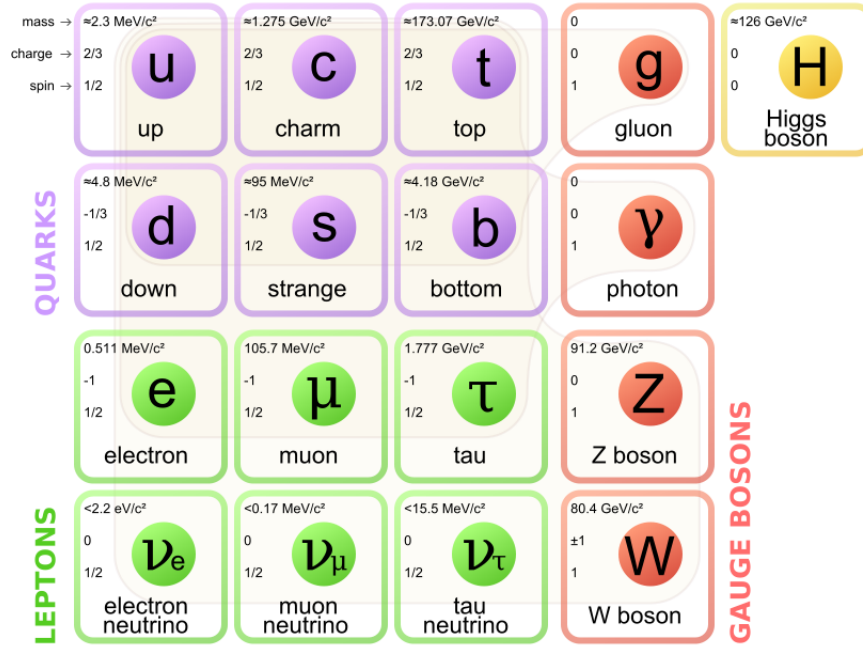 mass →
charge →
spin →
≈2.3 MeV/c²
2/3
1/2
u
up
≈1.275 GeV/c²
2/3
1/2
c
charm
≈173.07 GeV/c²
2/3
1/2
t
top
0
0
1
g
gluon
≈126 GeV/c²
0
0
H
Higgs
boson
QUARKS
≈4.8 MeV/c²
-1/3
1/2
d
down
≈95 MeV/c²
-1/3
1/2
s
strange
≈4.18 GeV/c²
-1/3
1/2
b
bottom
0
0
1
γ
photon
0.511 MeV/c²
-1
1/2
e
electron
105.7 MeV/c²
-1
1/2
μ
muon
1.777 GeV/c²
-1
1/2
τ
tau
91.2 GeV/c²
0
1
Z
Z boson
GAUGE BOSONS
LEPTONS
<2.2 eV/c²
0
1/2
νe
electron
neutrino
<0.17 MeV/c²
0
1/2
νμ
muon
neutrino
<15.5 MeV/c²
0
1/2
ντ
tau
neutrino
80.4 GeV/c²
±1
1
W
W boson